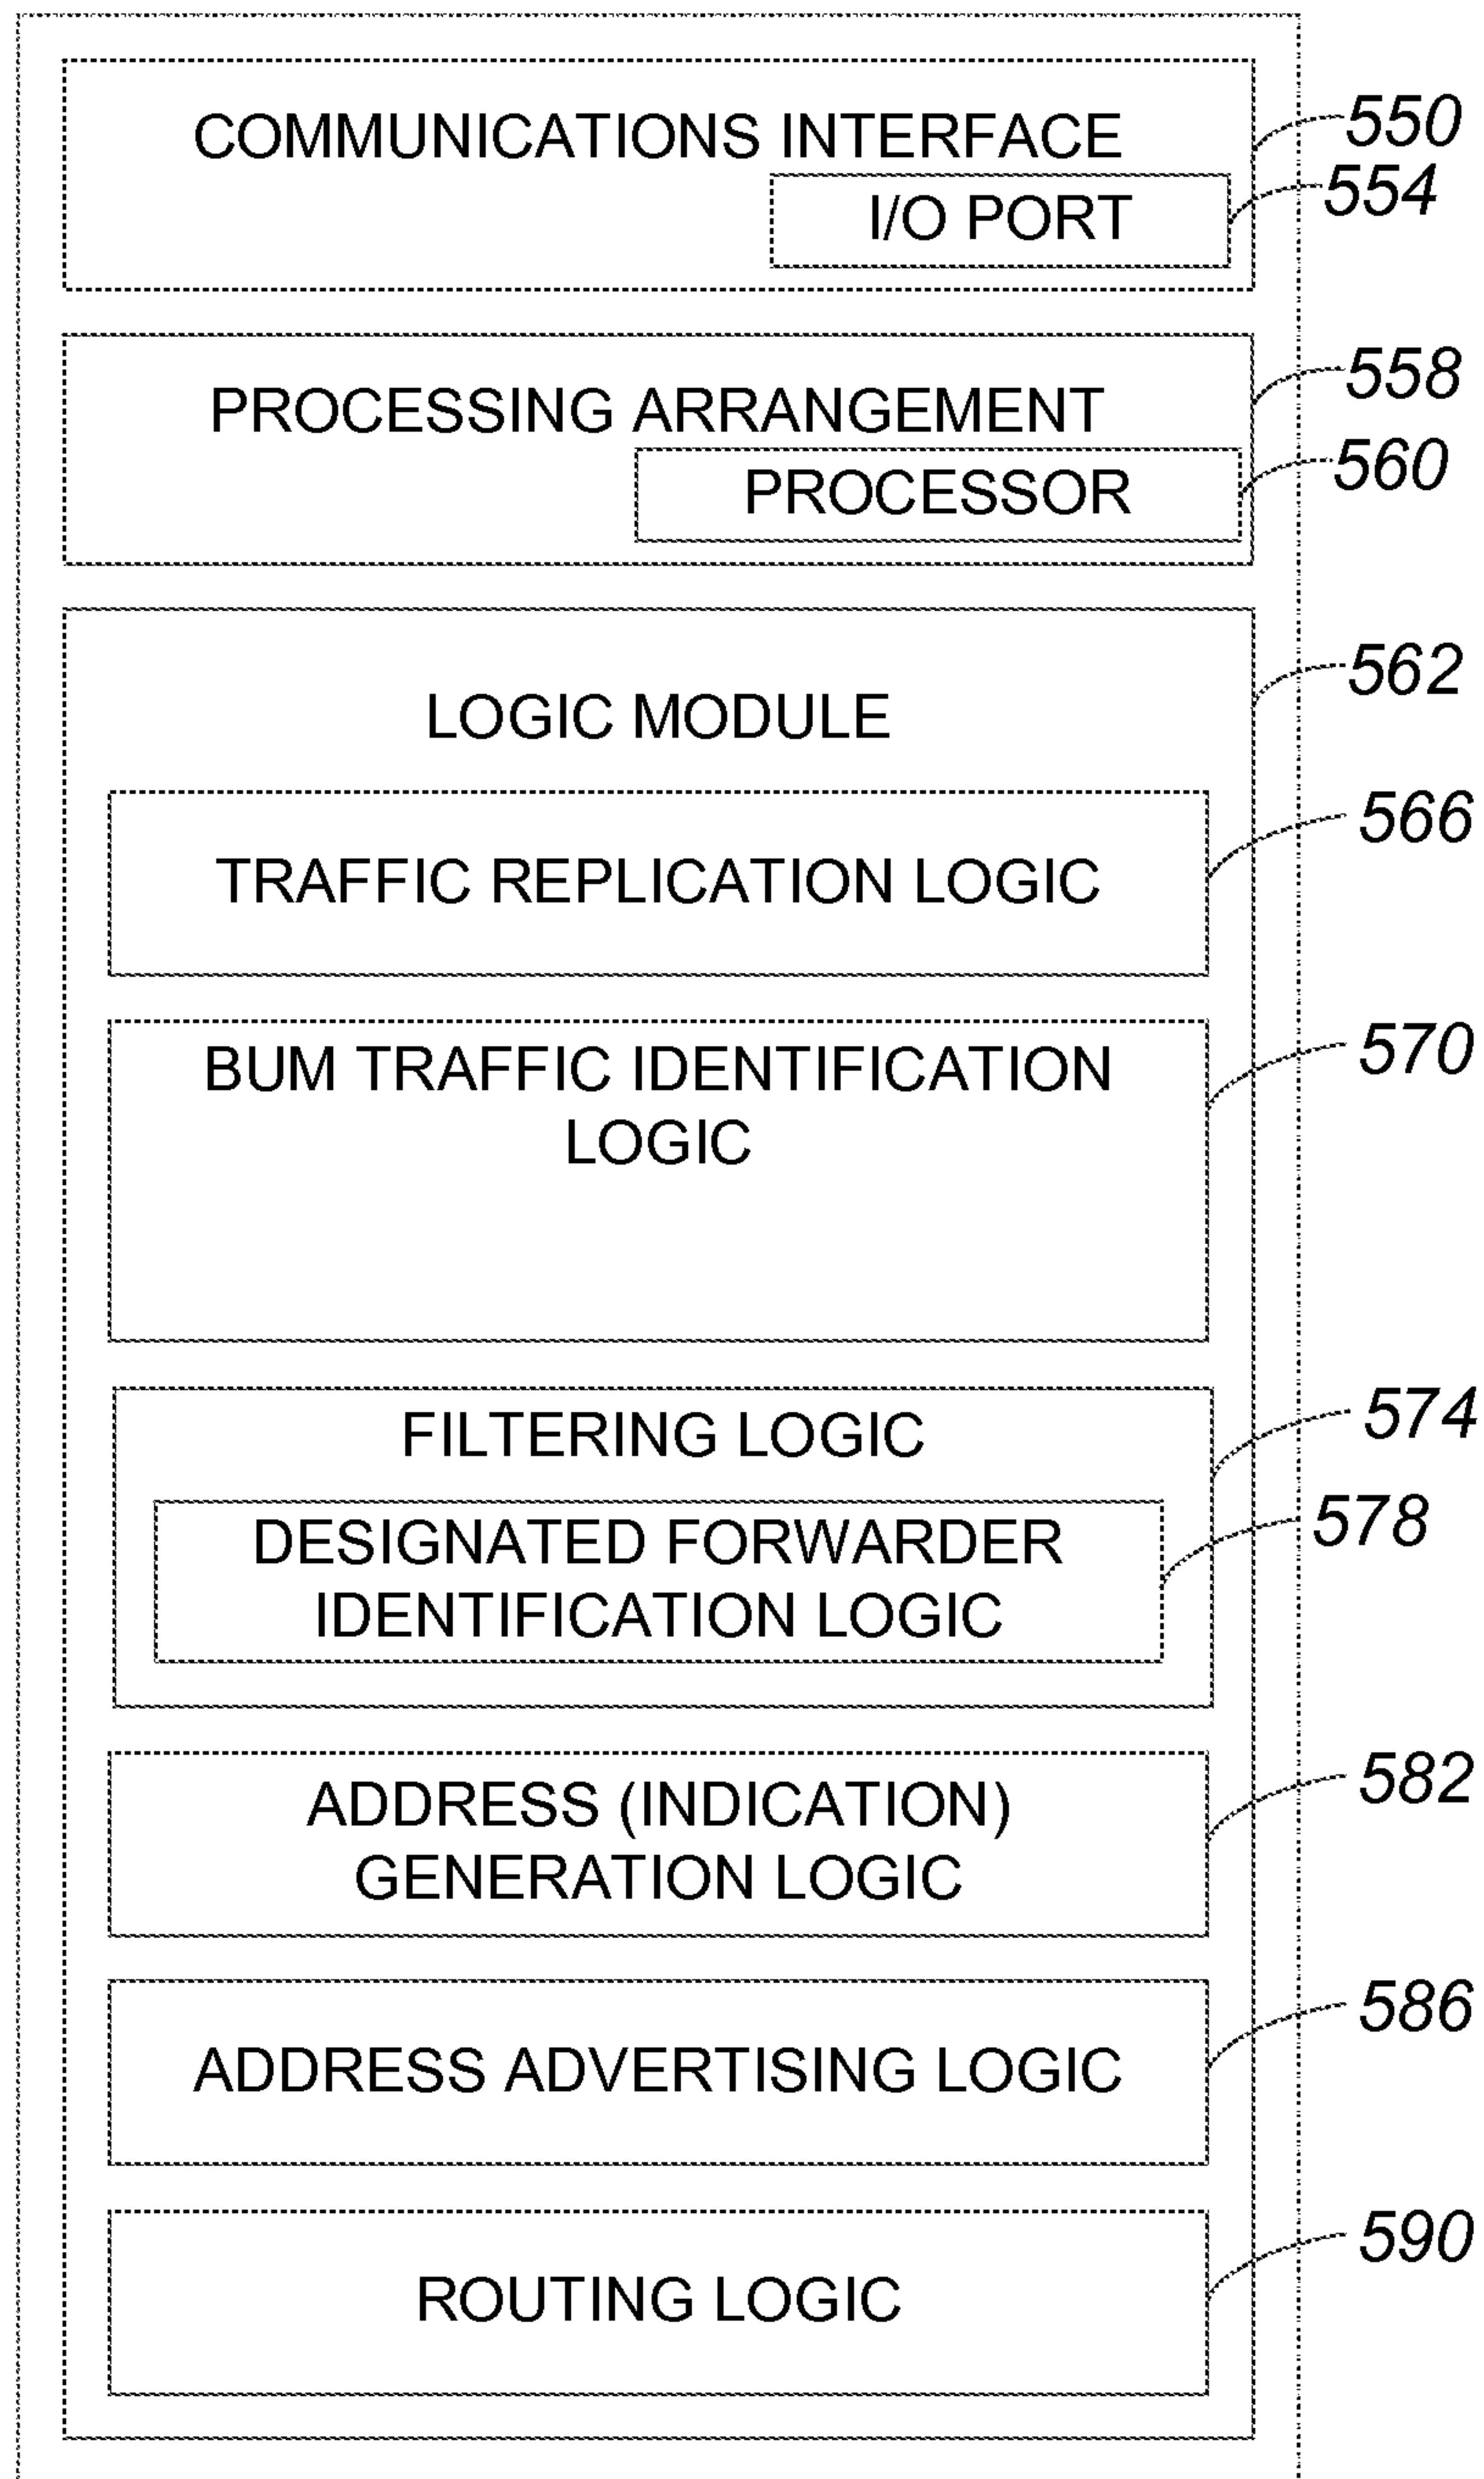 COMMUNICATIONS INTERFACE
550
I/O PORT
554
PROCESSING ARRANGEMENT
558
PROCESSOR
560
LOGIC MODULE
562
TRAFFIC REPLICATION LOGIC
566
BUM TRAFFIC IDENTIFICATION
LOGIC
570
FILTERING LOGIC
574
DESIGNATED FORWARDER
IDENTIFICATION LOGIC
578
ADDRESS (INDICATION)
GENERATION LOGIC
582
ADDRESS ADVERTISING LOGIC
586
ROUTING LOGIC
590